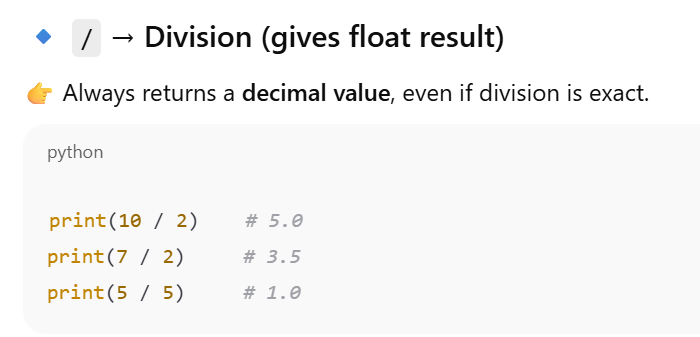 / → Division (gives float result)
👉 Always returns a decimal value, even if division is exact.
python
print(10 / 2)    # 5.0
print(7 / 2)     # 3.5
print(5 / 5)     # 1.0